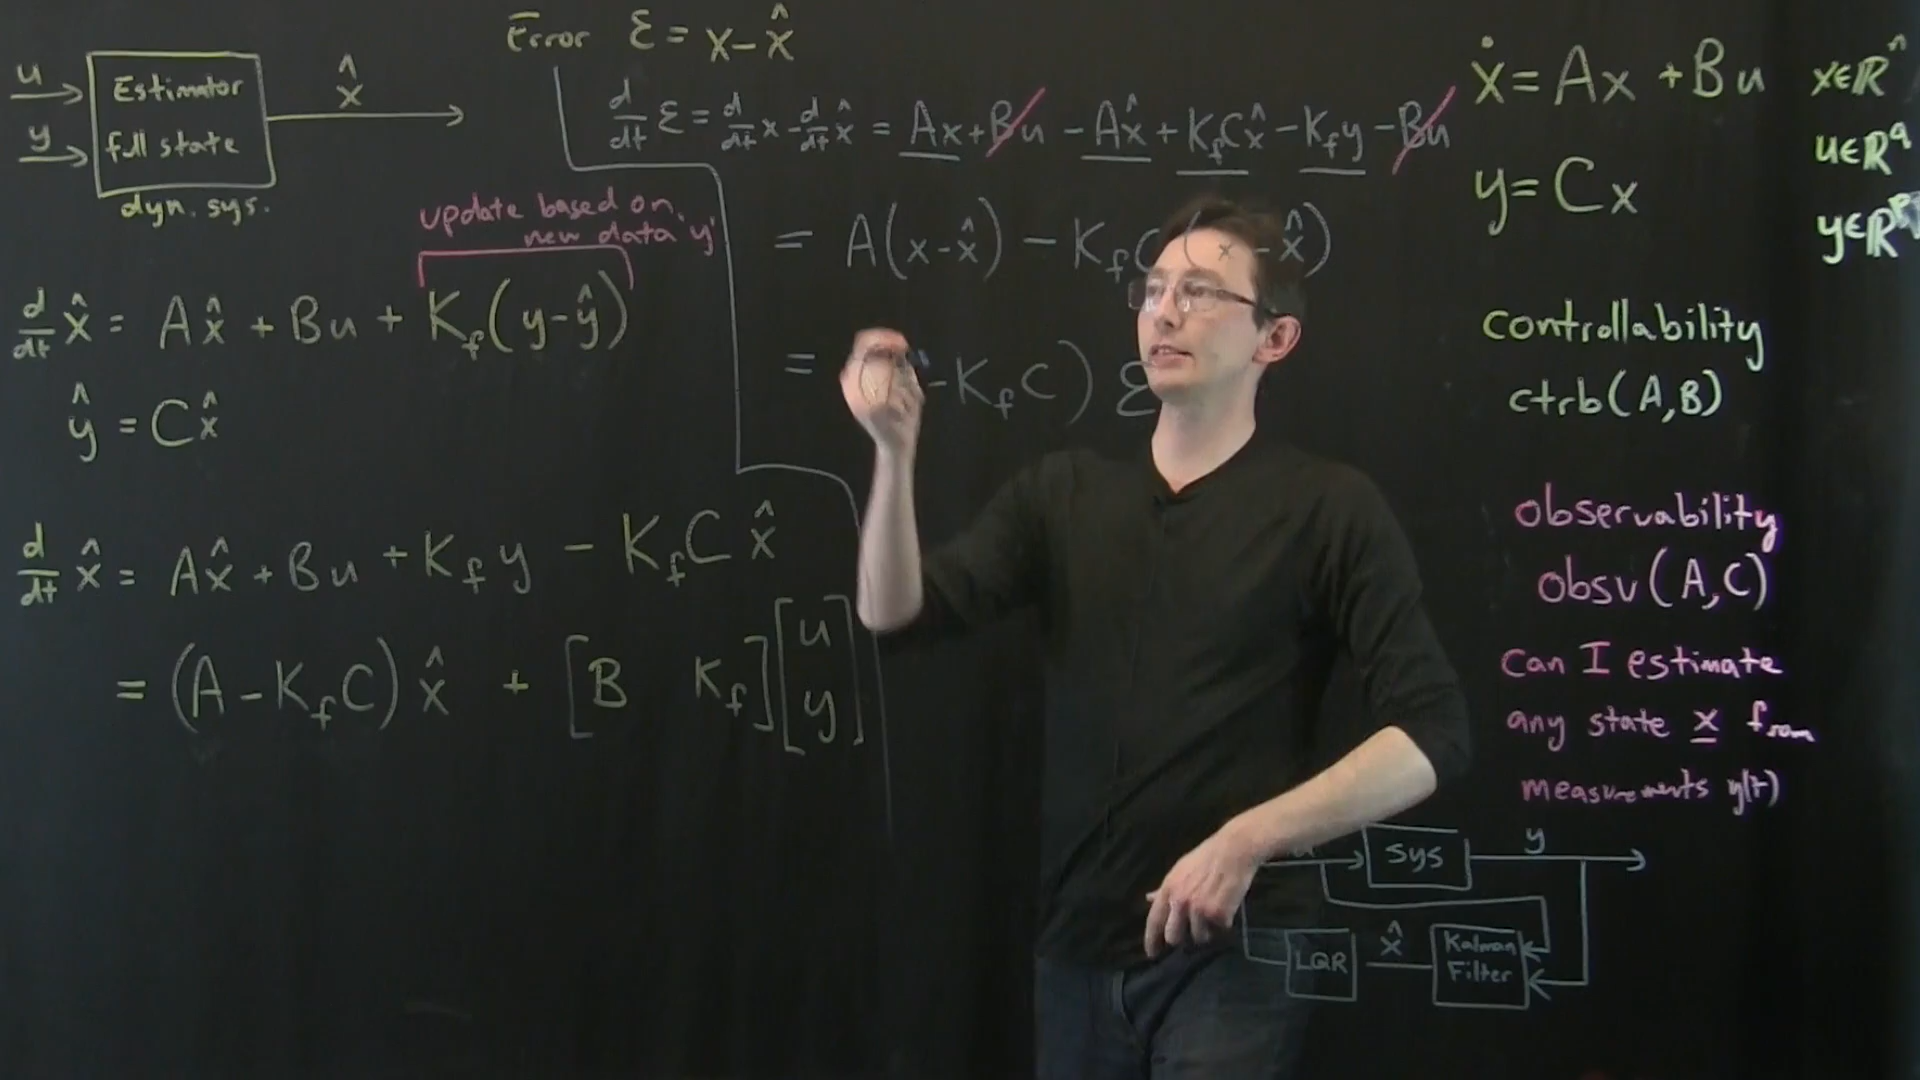 u
y
Estimator
full state
dyn. sys.
x̂
Error ε = x - x̂
d/dt ε = d/dt x - d/dt x̂ = Ax + Bu - Ax̂ + K_f C x̂ - K_f y - Bu
= A(x - x̂) - K_f C(x - x̂)
= - K_f C) ε
update based on
new data y
d/dt x̂ = Ax̂ + Bu + K_f (y - ŷ)
ŷ = Cx̂
d/dt x̂ = Ax̂ + Bu + K_f y - K_f C x̂
= (A - K_f C) x̂ + [B K_f] [u
y]
ẋ = Ax + Bu x∈ℝⁿ
u∈ℝ^q
y = Cx
y∈ℝ^p
controllability
ctrb(A,B)
observability
obsv(A,C)
can I estimate
any state x from
measurements y(t)
u
sys
y
LQR
x̂
Kalman
Filter